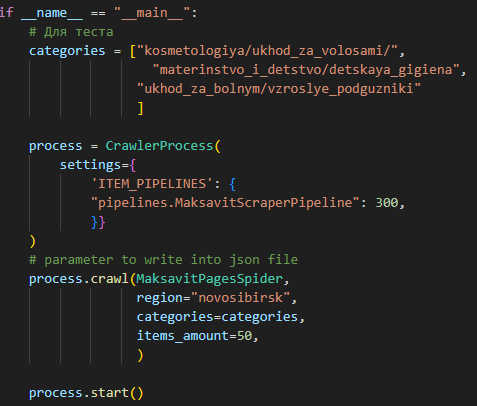 if __name__ == "__main__":
    # Для теста
    categories = ["kosmetologiya/ukhod_za_volosami/",
                    "materinstvo_i_detstvo/detskaya_gigiena",
                  "ukhod_za_bolnym/vzroslye_podguzniki"
                  ]

    process = CrawlerProcess(
        settings={
            'ITEM_PIPELINES': {
            "pipelines.MaksavitScraperPipeline": 300,
            }}
    )
    # parameter to write into json file
    process.crawl(MaksavitPagesSpider,
                  region="novosibirsk",
                  categories=categories,
                  items_amount=50,
                  )

    process.start()